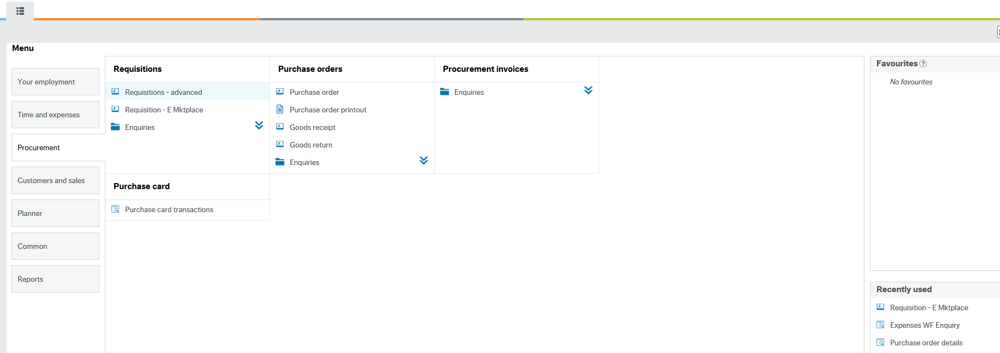 Menu
Your employment
Time and expenses
Procurement
Customers and sales
Planner
Common
Reports
Requisitions
Requisitions - advanced
Requisition - E Mktplace
Enquiries
Purchase orders
Purchase order
Purchase order printout
Goods receipt
Goods return
Enquiries
Procurement invoices
Enquiries
Purchase card
Purchase card transactions
Favourites ?
No favourites
Recently used
Requisition - E Mktplace
Expenses WF Enquiry
Purchase order details